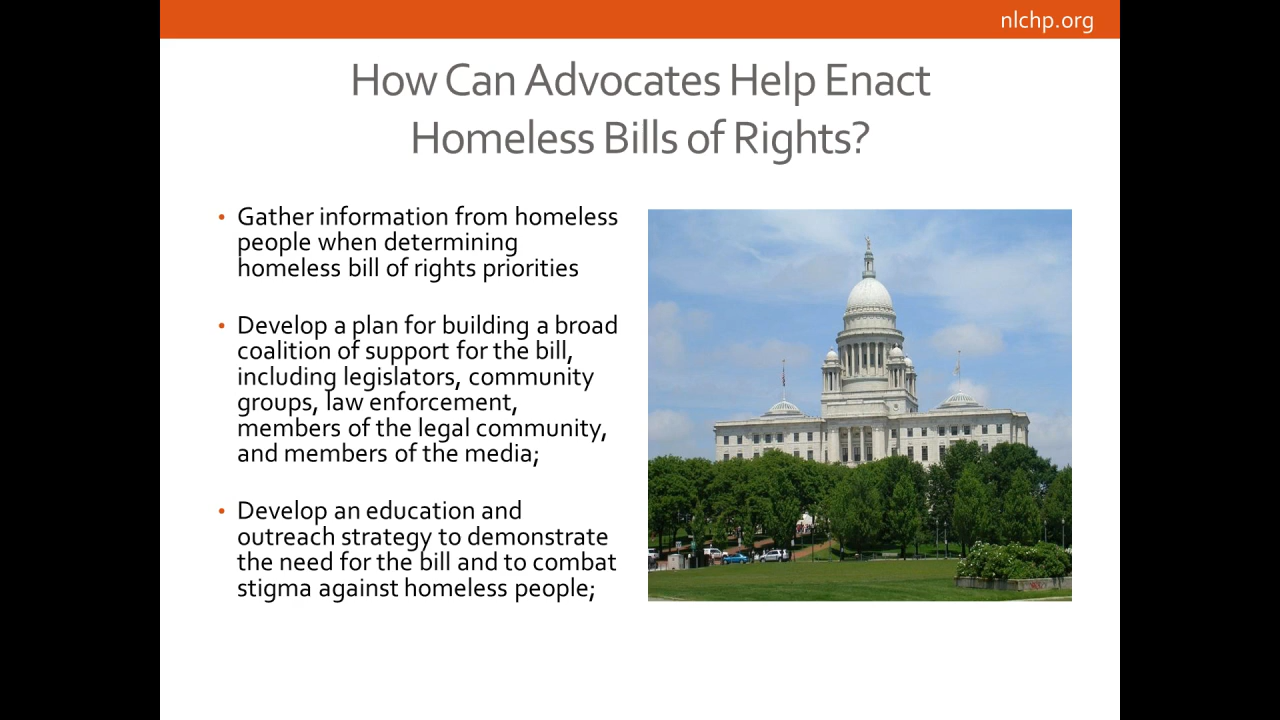 nlchp.org
How Can Advocates Help Enact
Homeless Bills of Rights?
• Gather information from homeless
people when determining
homeless bill of rights priorities
• Develop a plan for building a broad
coalition of support for the bill,
including legislators, community
groups, law enforcement,
members of the legal community,
and members of the media;
• Develop an education and
outreach strategy to demonstrate
the need for the bill and to combat
stigma against homeless people;